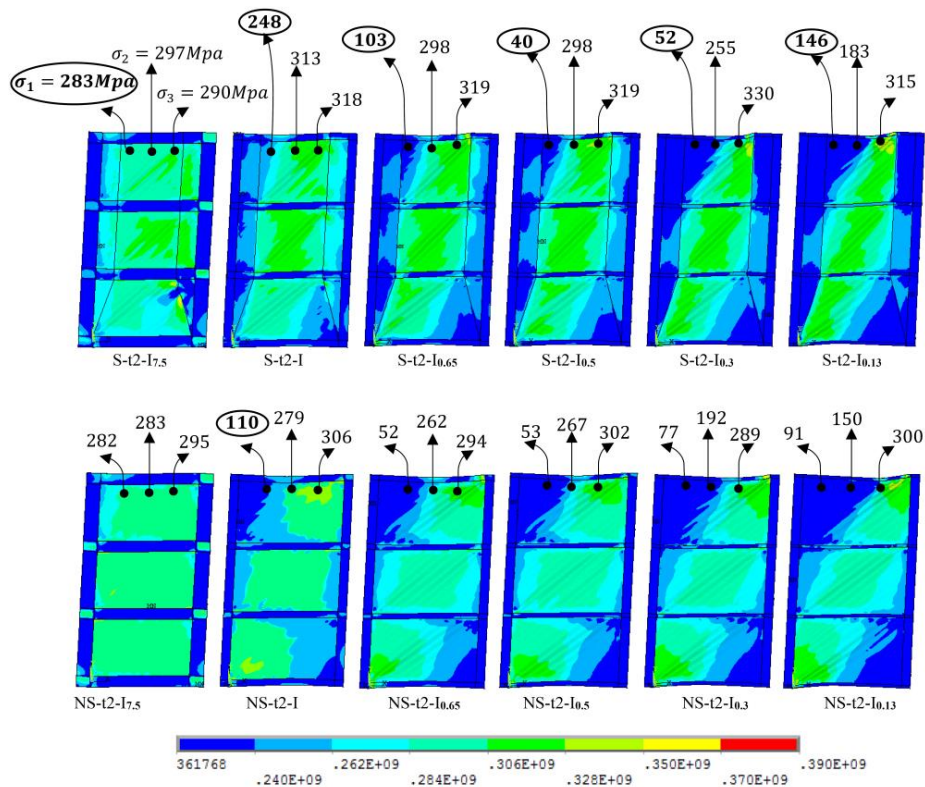 σ₂ = 297Mpa
σ₁ = 283Mpa
σ₃ = 290Mpa
248
313
318
103
298
319
40
298
319
52
255
330
146
183
315
S-t2-I7.5
S-t2-I
S-t2-I0.65
S-t2-I0.5
S-t2-I0.3
S-t2-I0.13
282
283
295
110
279
306
52
262
294
53
267
302
77
192
289
91
150
300
NS-t2-I7.5
NS-t2-I
NS-t2-I0.65
NS-t2-I0.5
NS-t2-I0.3
NS-t2-I0.13
361768
.240E+09
.262E+09
.284E+09
.306E+09
.328E+09
.350E+09
.370E+09
.390E+09